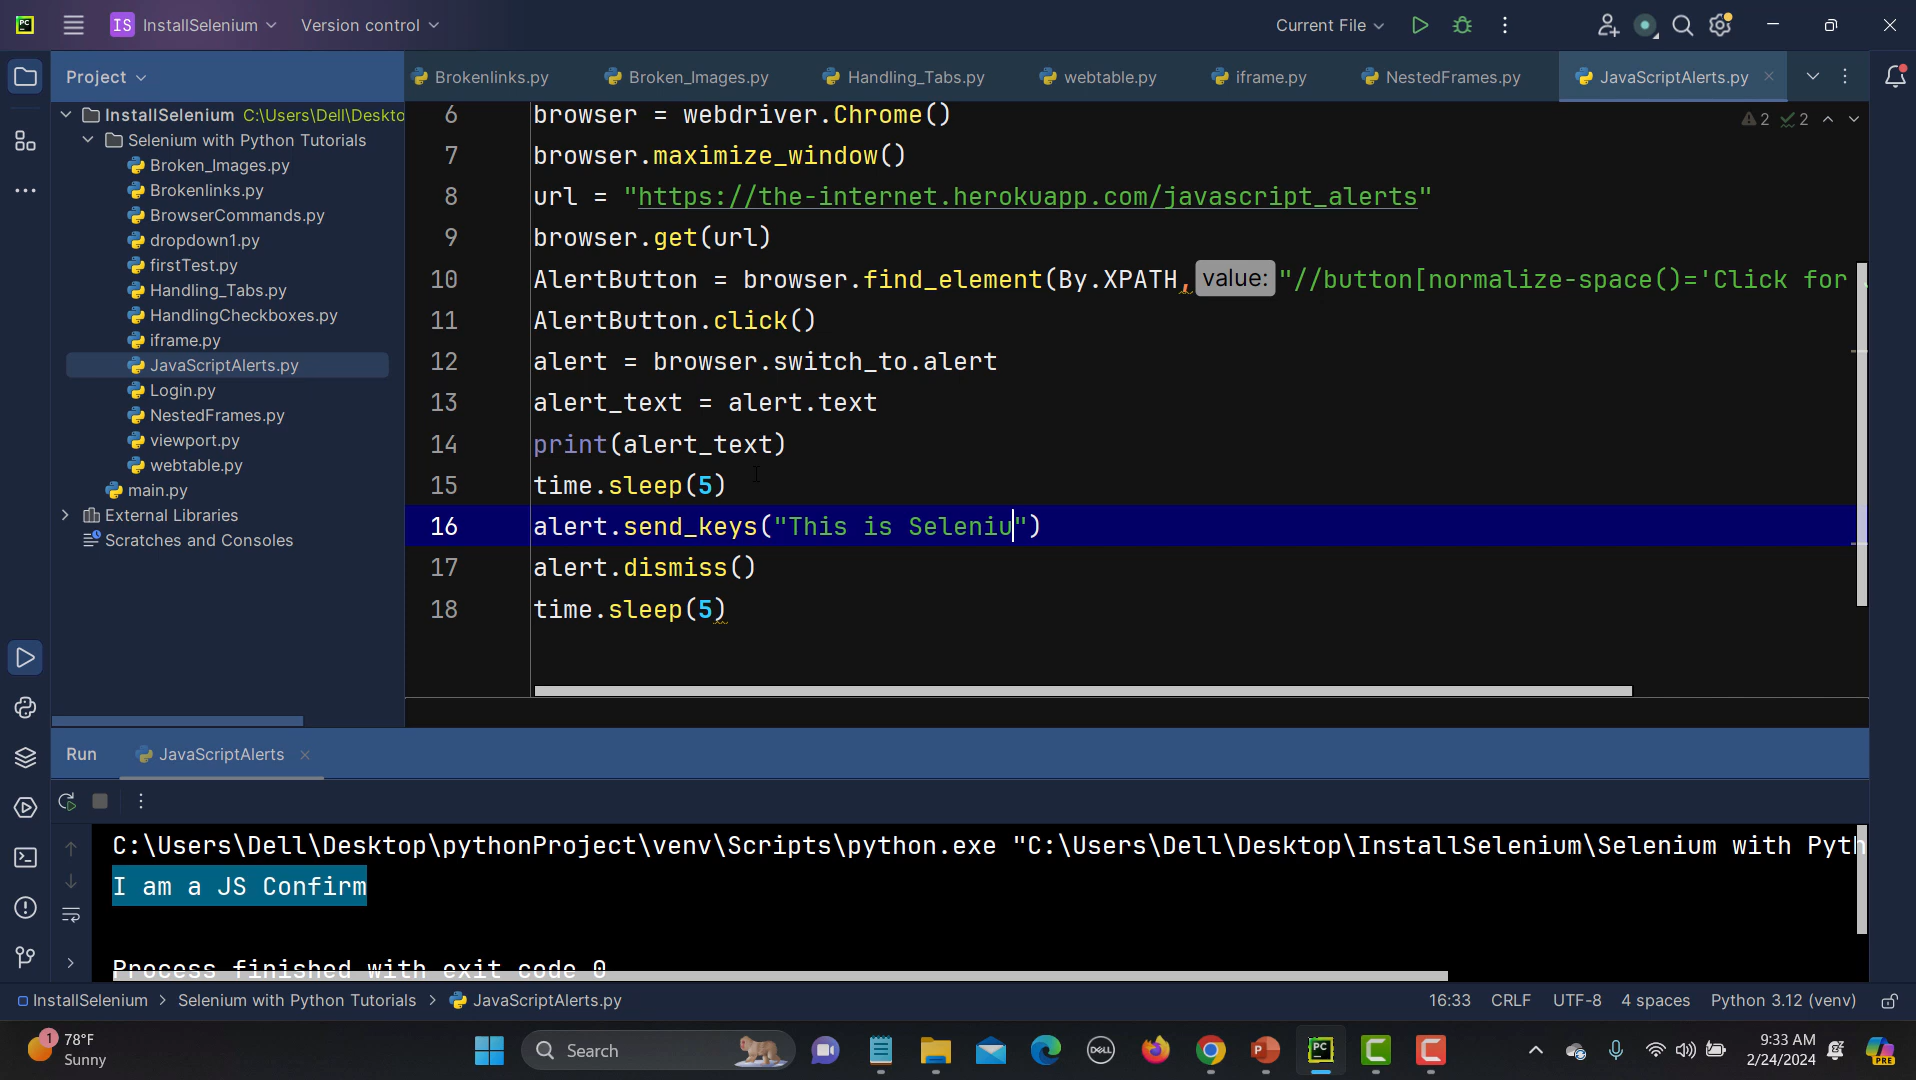 PC
IS InstallSelenium Version control Current File
Project
Brokenlinks.py Broken_Images.py Handling_Tabs.py webtable.py iframe.py NestedFrames.py JavaScriptAlerts.py
InstallSelenium C:\Users\Dell\Deskto
Selenium with Python Tutorials
Broken_Images.py
Brokenlinks.py
BrowserCommands.py
dropdown1.py
firstTest.py
Handling_Tabs.py
HandlingCheckboxes.py
iframe.py
JavaScriptAlerts.py
Login.py
NestedFrames.py
viewport.py
webtable.py
main.py
External Libraries
Scratches and Consoles
2 2
6 browser = webdriver.Chrome()
7 browser.maximize_window()
8 url = "https://the-internet.herokuapp.com/javascript_alerts"
9 browser.get(url)
10 AlertButton = browser.find_element(By.XPATH, value: "//button[normalize-space()='Click for
11 AlertButton.click()
12 alert = browser.switch_to.alert
13 alert_text = alert.text
14 print(alert_text)
15 time.sleep(5)
16 alert.send_keys("This is Seleniu")
17 alert.dismiss()
18 time.sleep(5)
Run JavaScriptAlerts
C:\Users\Dell\Desktop\pythonProject\venv\Scripts\python.exe "C:\Users\Dell\Desktop\InstallSelenium\Selenium with Pyth
I am a JS Confirm
Process finished with exit code 0
InstallSelenium > Selenium with Python Tutorials > JavaScriptAlerts.py 16:33 CRLF UTF-8 4 spaces Python 3.12 (venv)
1 78°F
Sunny
Search
DELL
PC
9:33 AM
2/24/2024
PRE